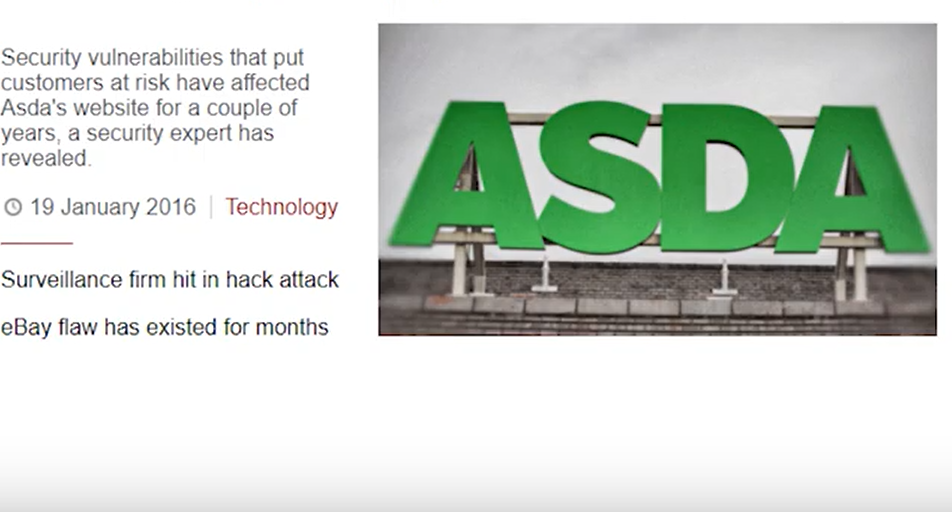 Security vulnerabilities that put
customers at risk have affected
Asda's website for a couple of
years, a security expert has
revealed.
19 January 2016 | Technology
Surveillance firm hit in hack attack
eBay flaw has existed for months
ASDA